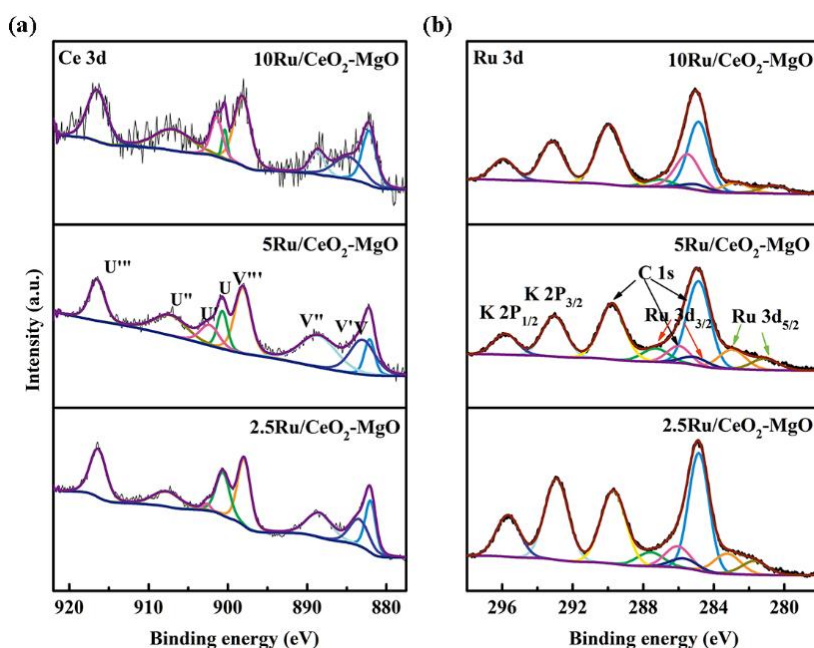 (a)
Ce 3d
10Ru/CeO₂-MgO
5Ru/CeO₂-MgO
U'''
U''
U'
U
V'''
V''
V'
V
2.5Ru/CeO₂-MgO
Intensity (a.u.)
920 910 900 890 880
Binding energy (eV)
(b)
Ru 3d
10Ru/CeO₂-MgO
5Ru/CeO₂-MgO
C 1s
K 2P₁/₂
K 2P₃/₂
Ru 3d₃/₂
Ru 3d₅/₂
2.5Ru/CeO₂-MgO
296 292 288 284 280
Binding energy (eV)